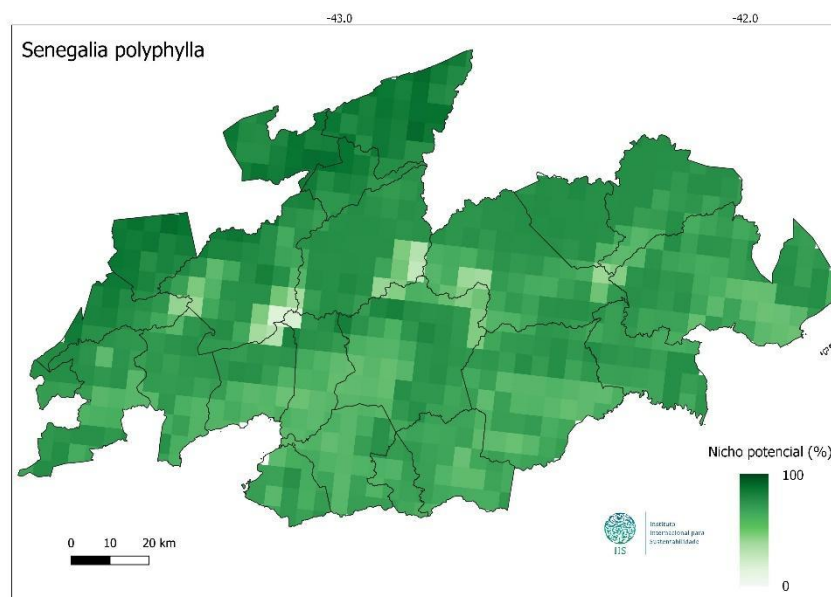 -43.0
-42.0
Senegalia polyphylla
Nicho potencial (%)
100
0
0 10 20 km
IIS
Instituto
Internacional para
Sustentabilidade